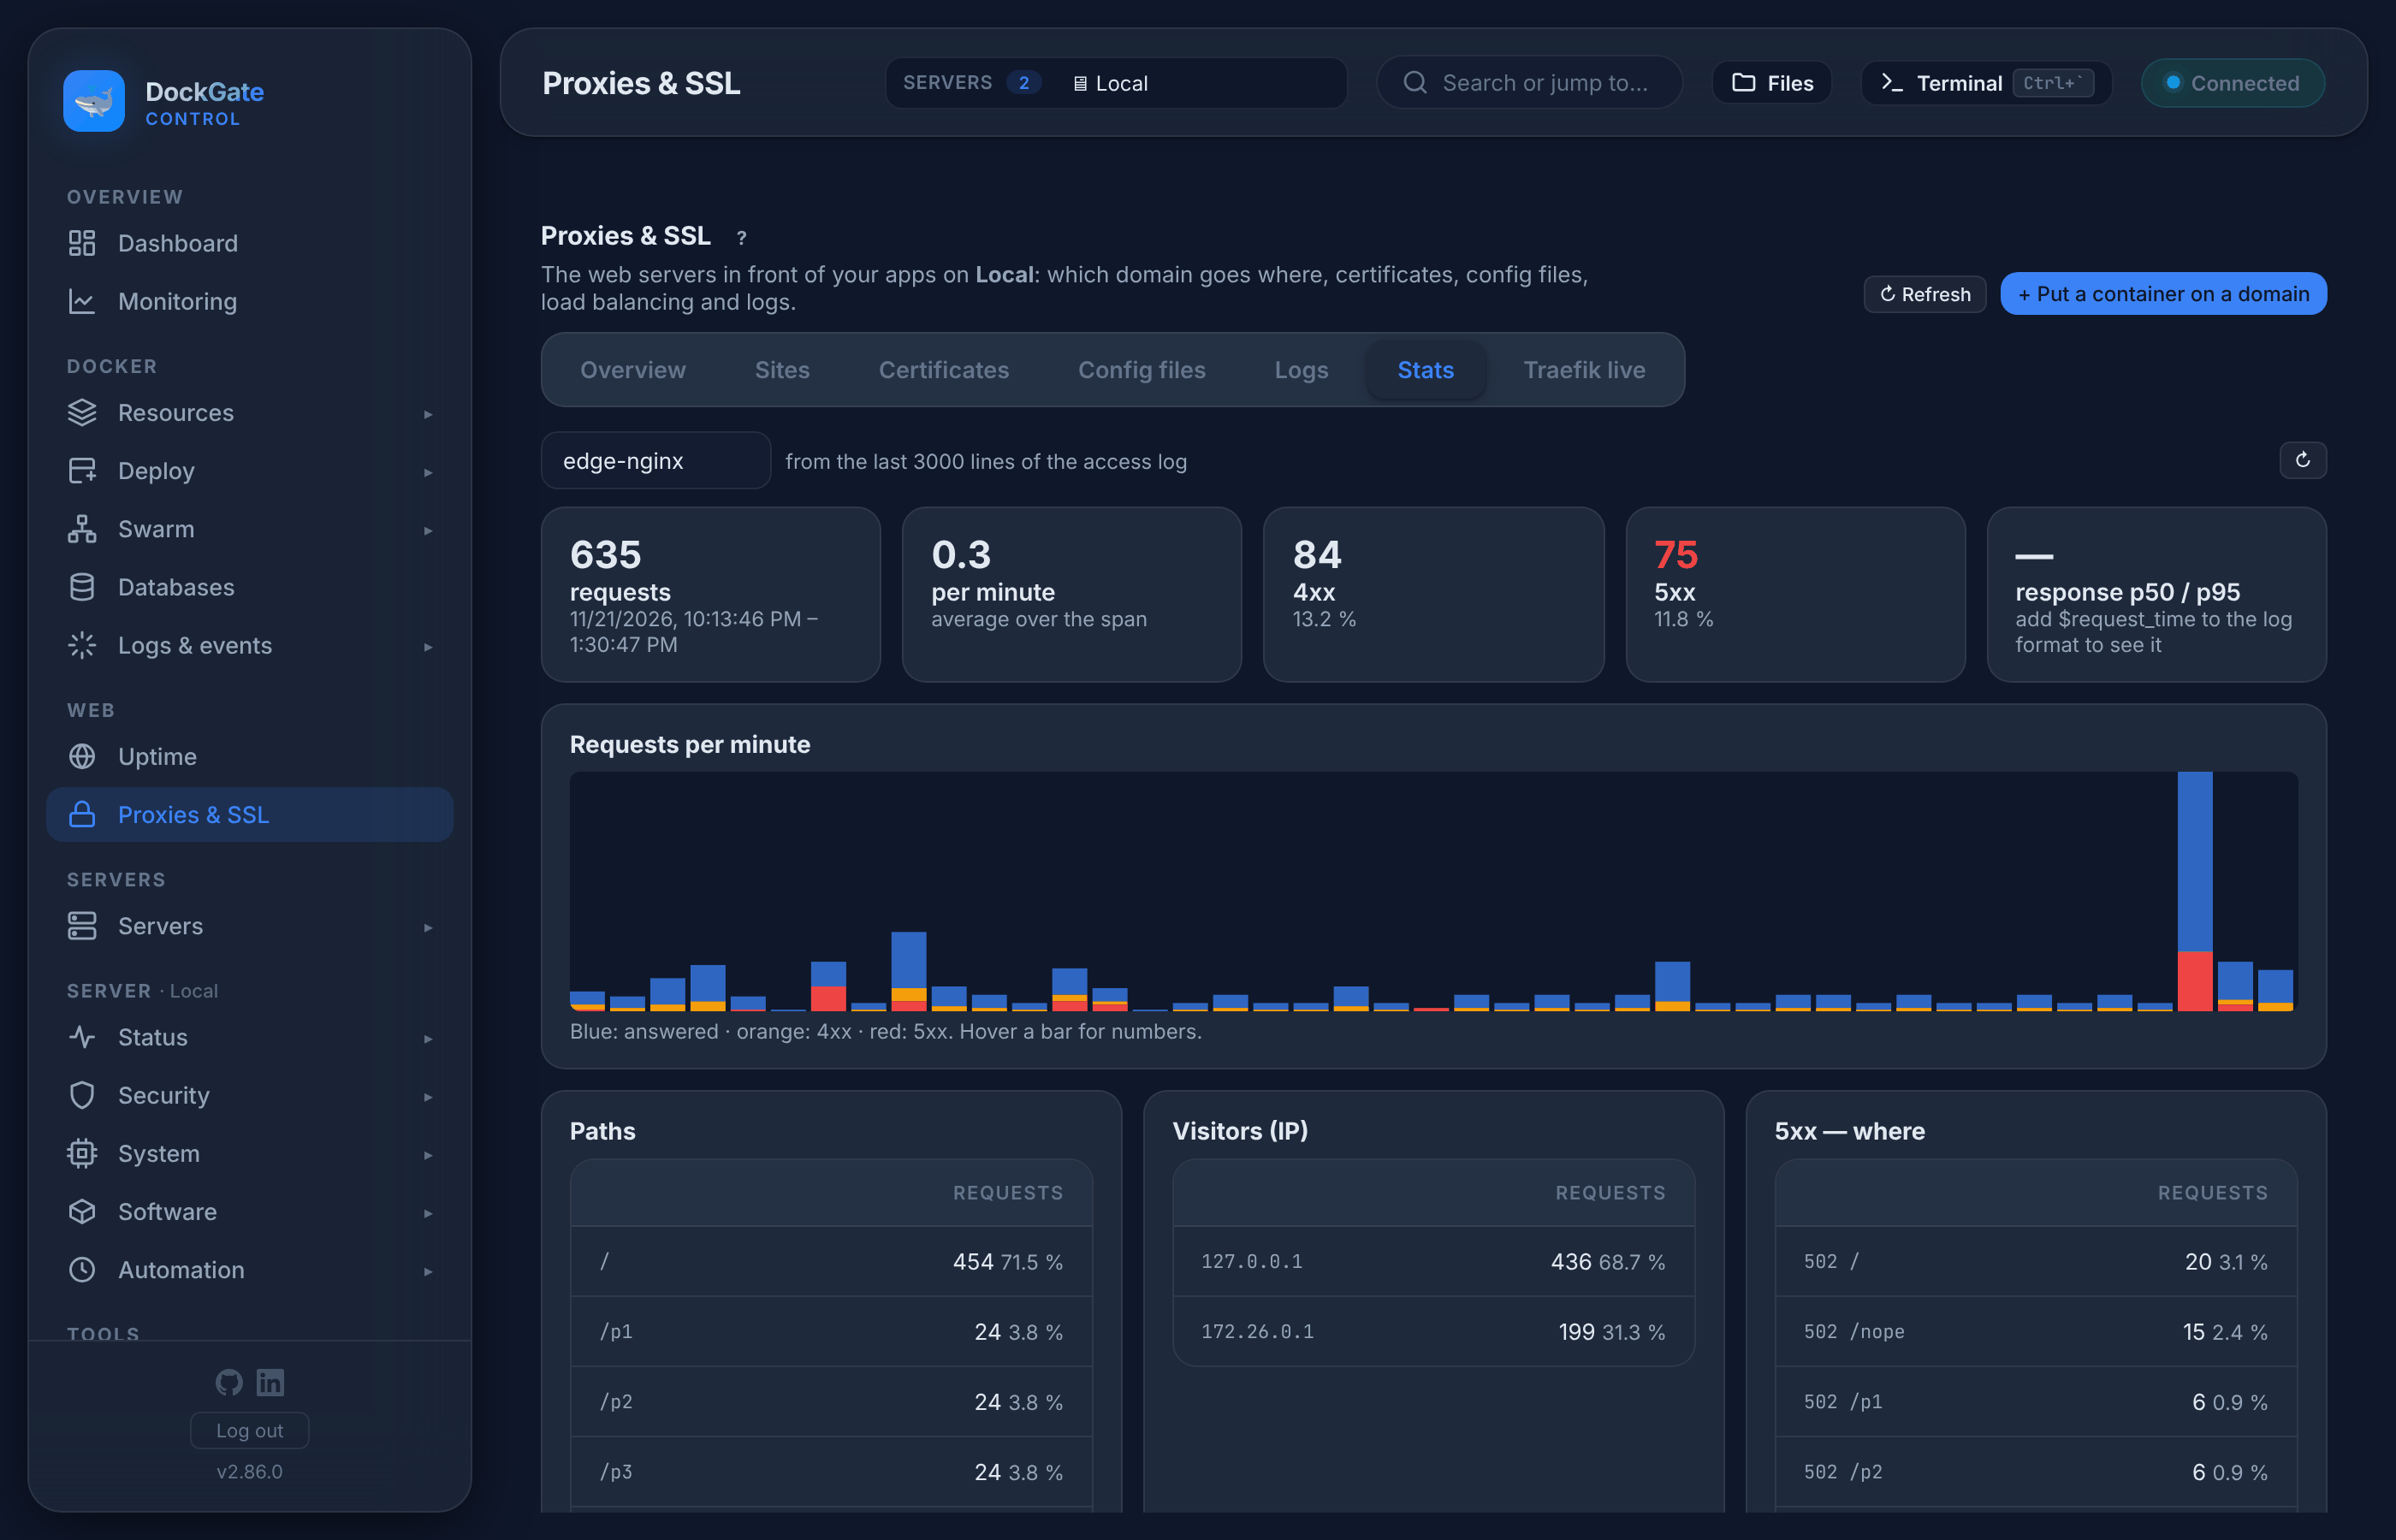 DockGate
CONTROL
OVERVIEW
Dashboard
Monitoring
DOCKER
Resources
Deploy
Swarm
Databases
Logs & events
WEB
Uptime
Proxies & SSL
SERVERS
Servers
SERVER · Local
Status
Security
System
Software
Automation
TOOLS
Log out
v2.86.0
Proxies & SSL
SERVERS 2 Local
Search or jump to...
Files
Terminal Ctrl+`
Connected
Proxies & SSL ?
The web servers in front of your apps on Local: which domain goes where, certificates, config files,
load balancing and logs.
Refresh
+ Put a container on a domain
Overview Sites Certificates Config files Logs Stats Traefik live
edge-nginx from the last 3000 lines of the access log
635
requests
11/21/2026, 10:13:46 PM –
1:30:47 PM
0.3
per minute
average over the span
84
4xx
13.2 %
75
5xx
11.8 %
—
response p50 / p95
add $request_time to the log
format to see it
Requests per minute
Blue: answered · orange: 4xx · red: 5xx. Hover a bar for numbers.
Paths
REQUESTS
/ 454 71.5 %
/p1 24 3.8 %
/p2 24 3.8 %
/p3 24 3.8 %
Visitors (IP)
REQUESTS
127.0.0.1 436 68.7 %
172.26.0.1 199 31.3 %
5xx — where
REQUESTS
502 / 20 3.1 %
502 /nope 15 2.4 %
502 /p1 6 0.9 %
502 /p2 6 0.9 %